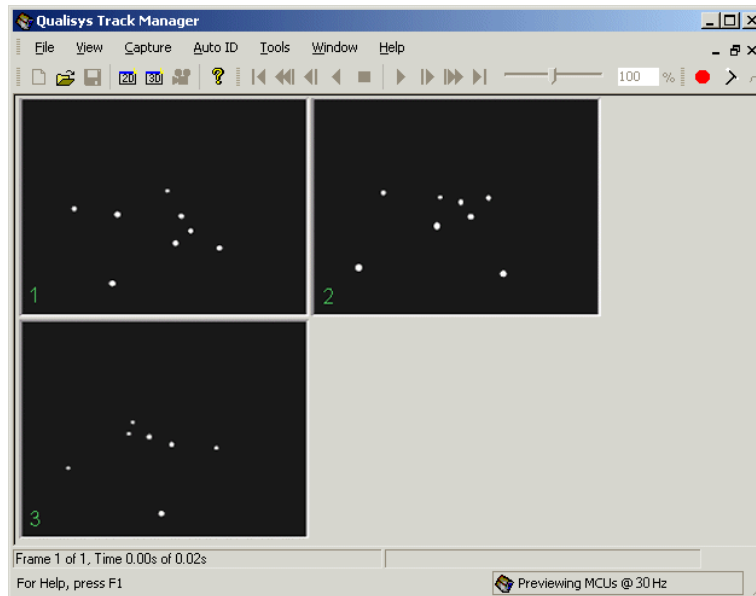 Qualisys Track Manager
File View Capture Auto ID Tools Window Help
2D 3D ? 100 %
1
2
3
Frame 1 of 1, Time 0.00s of 0.02s
For Help, press F1
Previewing MCUs @ 30 Hz